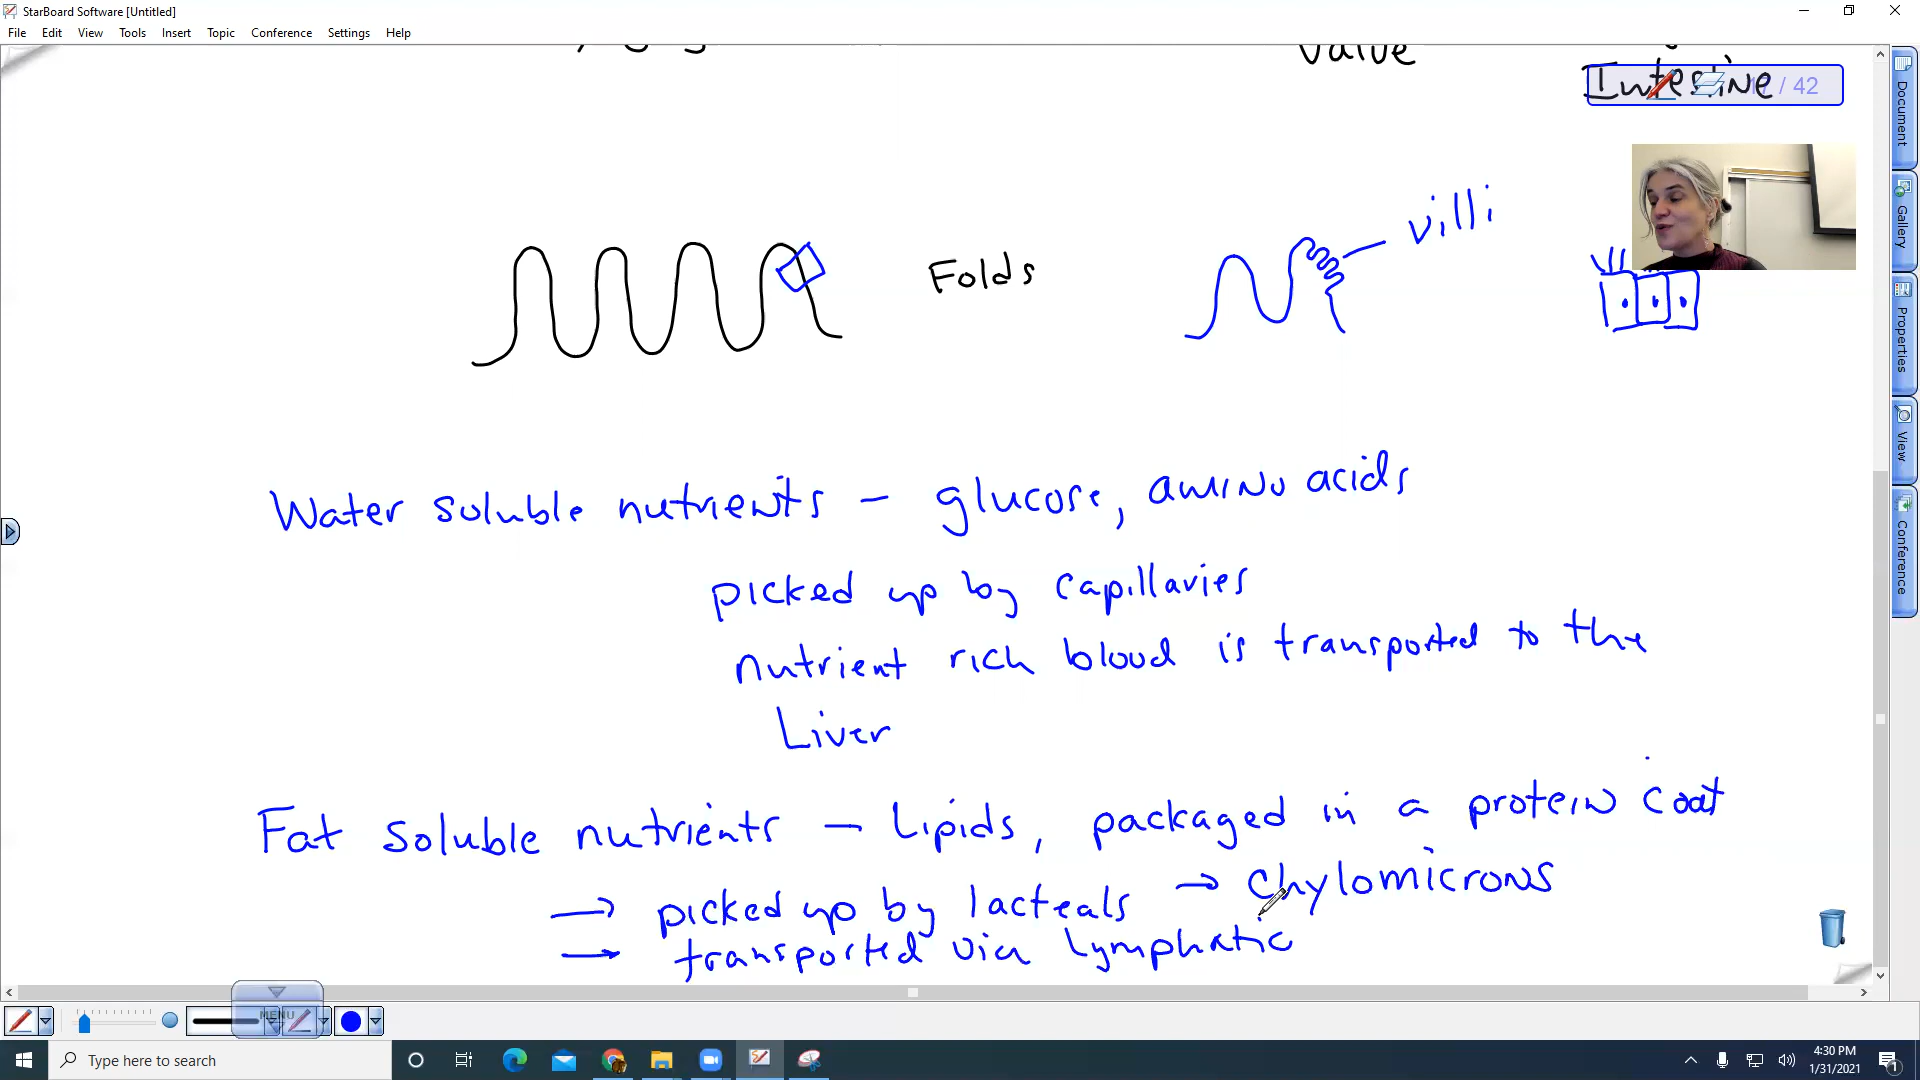 StarBoard Software [Untitled]
File Edit View Tools Insert Topic Conference Settings Help
Value
Intestine
/ 42
Document
Gallery
Properties
View
Conference
villi
Folds
Water soluble nutrients - glucose, amino acids
picked up by capillaries
nutrient rich blood is transported to the
Liver
Fat soluble nutrients - Lipids, packaged in a protein coat
→ picked up by lacteals → chylomicrons
→ transported via Lymphatic
MENU
Type here to search
4:30 PM
1/31/2021
1